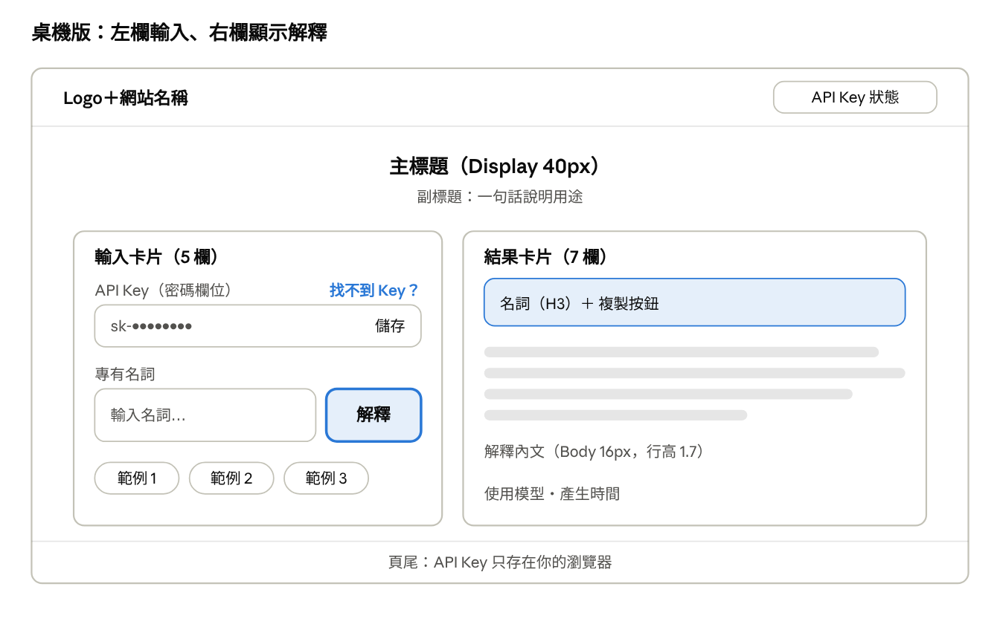 桌機版：左欄輸入、右欄顯示解釋
Logo＋網站名稱
API Key 狀態
主標題（Display 40px）
副標題：一句話說明用途
輸入卡片（5 欄）
API Key（密碼欄位）
找不到 Key？
sk-••••••••
儲存
專有名詞
輸入名詞…
解釋
範例 1
範例 2
範例 3
結果卡片（7 欄）
名詞（H3）＋ 複製按鈕
解釋內文（Body 16px，行高 1.7）
使用模型・產生時間
頁尾：API Key 只存在你的瀏覽器